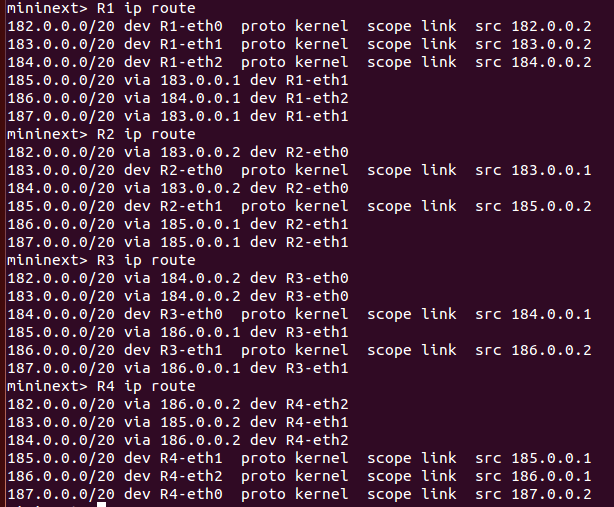 mininext> R1 ip route
182.0.0.0/20 dev R1-eth0  proto kernel  scope link  src 182.0.0.2
183.0.0.0/20 dev R1-eth1  proto kernel  scope link  src 183.0.0.2
184.0.0.0/20 dev R1-eth2  proto kernel  scope link  src 184.0.0.2
185.0.0.0/20 via 183.0.0.1 dev R1-eth1
186.0.0.0/20 via 184.0.0.1 dev R1-eth2
187.0.0.0/20 via 183.0.0.1 dev R1-eth1
mininext> R2 ip route
182.0.0.0/20 via 183.0.0.2 dev R2-eth0
183.0.0.0/20 dev R2-eth0  proto kernel  scope link  src 183.0.0.1
184.0.0.0/20 via 183.0.0.2 dev R2-eth0
185.0.0.0/20 dev R2-eth1  proto kernel  scope link  src 185.0.0.2
186.0.0.0/20 via 185.0.0.1 dev R2-eth1
187.0.0.0/20 via 185.0.0.1 dev R2-eth1
mininext> R3 ip route
182.0.0.0/20 via 184.0.0.2 dev R3-eth0
183.0.0.0/20 via 184.0.0.2 dev R3-eth0
184.0.0.0/20 dev R3-eth0  proto kernel  scope link  src 184.0.0.1
185.0.0.0/20 via 186.0.0.1 dev R3-eth1
186.0.0.0/20 dev R3-eth1  proto kernel  scope link  src 186.0.0.2
187.0.0.0/20 via 186.0.0.1 dev R3-eth1
mininext> R4 ip route
182.0.0.0/20 via 186.0.0.2 dev R4-eth2
183.0.0.0/20 via 185.0.0.2 dev R4-eth1
184.0.0.0/20 via 186.0.0.2 dev R4-eth2
185.0.0.0/20 dev R4-eth1  proto kernel  scope link  src 185.0.0.1
186.0.0.0/20 dev R4-eth2  proto kernel  scope link  src 186.0.0.1
187.0.0.0/20 dev R4-eth0  proto kernel  scope link  src 187.0.0.2